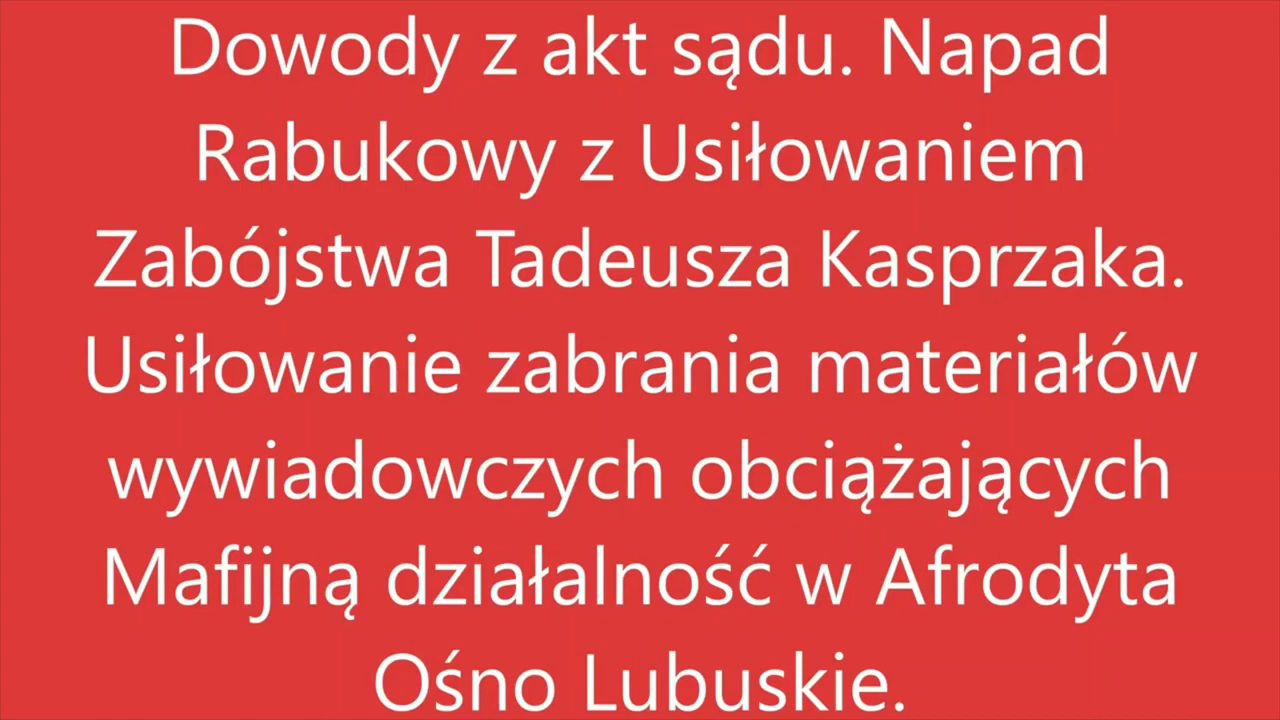 Dowody z akt sądu. Napad
Rabukowy z Usiłowaniem
Zabójstwa Tadeusza Kasprzaka.
Usiłowanie zabrania materiałów
wywiadowczych obciążających
Mafijną działalność w Afrodyta
Ośno Lubuskie.